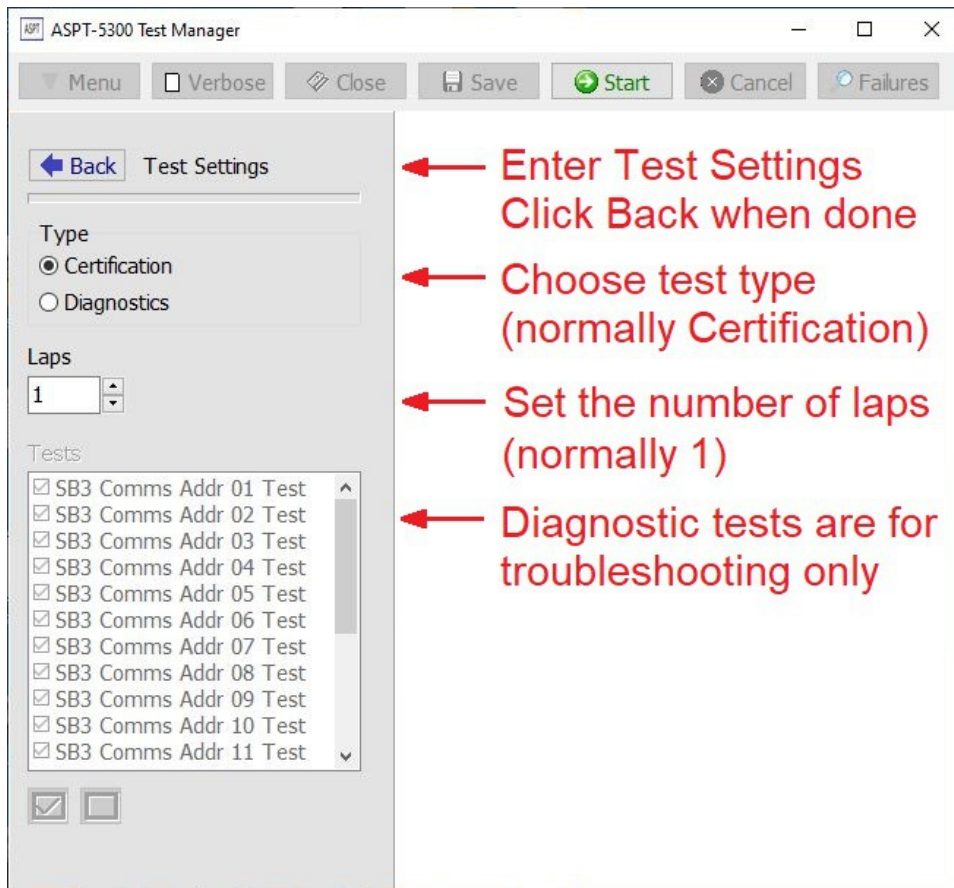 ASPT ASPT-5300 Test Manager
Menu Verbose Close Save Start Cancel Failures
Back Test Settings
Enter Test Settings
Click Back when done
Type
Certification
Diagnostics
Choose test type
(normally Certification)
Laps
1
Set the number of laps
(normally 1)
Tests
SB3 Comms Addr 01 Test
SB3 Comms Addr 02 Test
SB3 Comms Addr 03 Test
SB3 Comms Addr 04 Test
SB3 Comms Addr 05 Test
SB3 Comms Addr 06 Test
SB3 Comms Addr 07 Test
SB3 Comms Addr 08 Test
SB3 Comms Addr 09 Test
SB3 Comms Addr 10 Test
SB3 Comms Addr 11 Test
Diagnostic tests are for
troubleshooting only